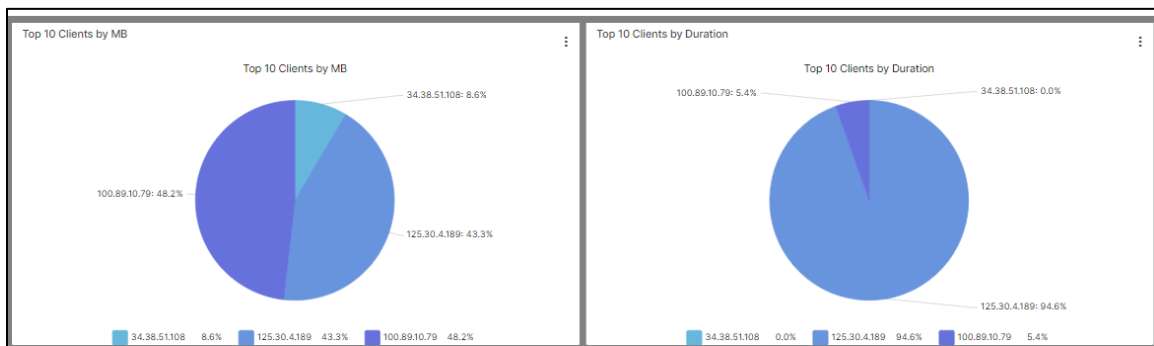 Top 10 Clients by MB
Top 10 Clients by MB
34.38.51.108: 8.6%
100.89.10.79: 48.2%
125.30.4.189: 43.3%
34.38.51.108 8.6% 125.30.4.189 43.3% 100.89.10.79 48.2%
Top 10 Clients by Duration
Top 10 Clients by Duration
100.89.10.79: 5.4%
34.38.51.108: 0.0%
125.30.4.189: 94.6%
34.38.51.108 0.0% 125.30.4.189 94.6% 100.89.10.79 5.4%